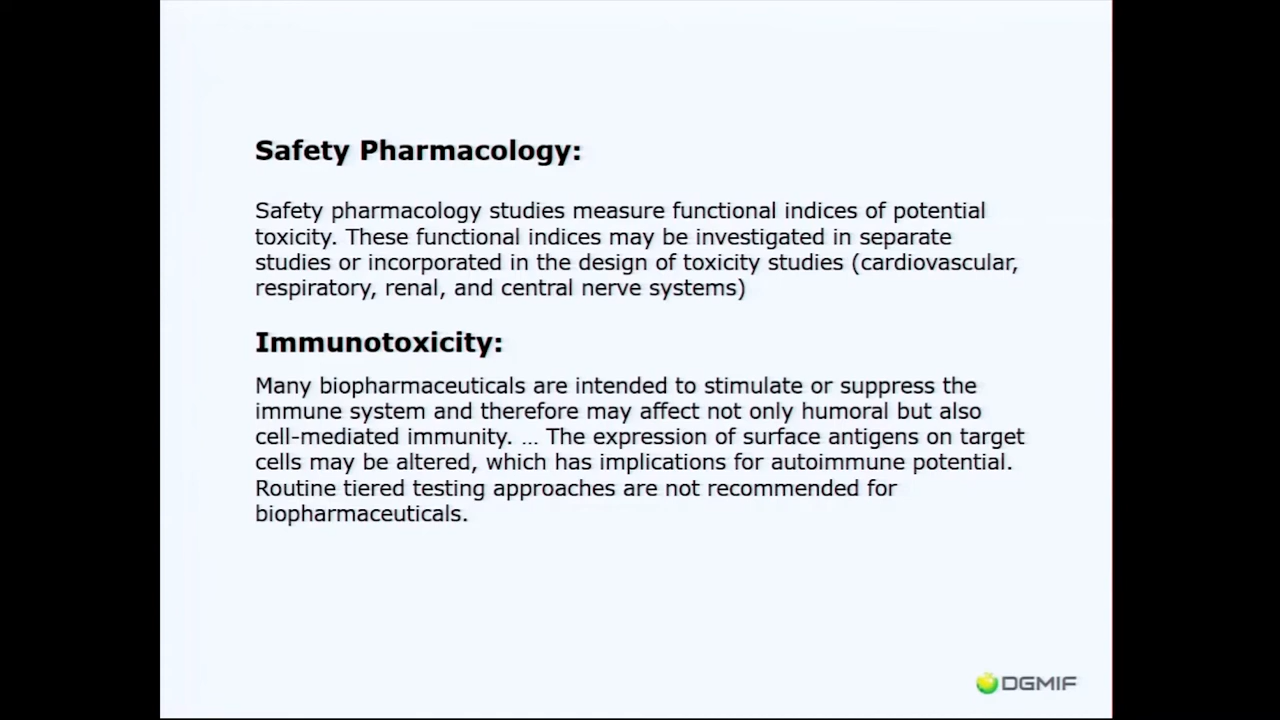 Safety Pharmacology:
Safety pharmacology studies measure functional indices of potential
toxicity. These functional indices may be investigated in separate
studies or incorporated in the design of toxicity studies (cardiovascular,
respiratory, renal, and central nerve systems)
Immunotoxicity:
Many biopharmaceuticals are intended to stimulate or suppress the
immune system and therefore may affect not only humoral but also
cell-mediated immunity. ... The expression of surface antigens on target
cells may be altered, which has implications for autoimmune potential.
Routine tiered testing approaches are not recommended for
biopharmaceuticals.
DGMIF